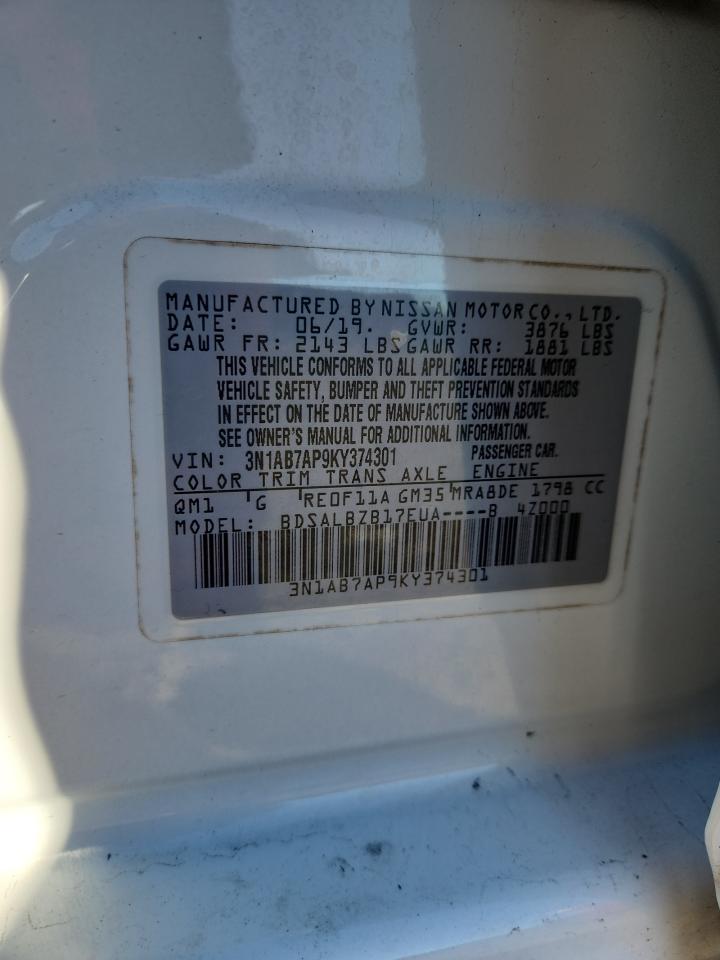 MANUFACTURED BY NISSAN MOTOR CO., LTD.
DATE: 06/19. GVWR: 3876 LBS
GAWR FR: 2143 LBS GAWR RR: 1881 LBS
THIS VEHICLE CONFORMS TO ALL APPLICABLE FEDERAL MOTOR
VEHICLE SAFETY, BUMPER AND THEFT PREVENTION STANDARDS
IN EFFECT ON THE DATE OF MANUFACTURE SHOWN ABOVE.
SEE OWNER'S MANUAL FOR ADDITIONAL INFORMATION.
VIN: 3N1AB7AP9KY374301 PASSENGER CAR.
COLOR TRIM TRANS AXLE ENGINE
QM1 G RE0F11A GM35 MRA8DE 1798 CC
MODEL: BDSALBZB17EUA----B 4Z000
3N1AB7AP9KY374301